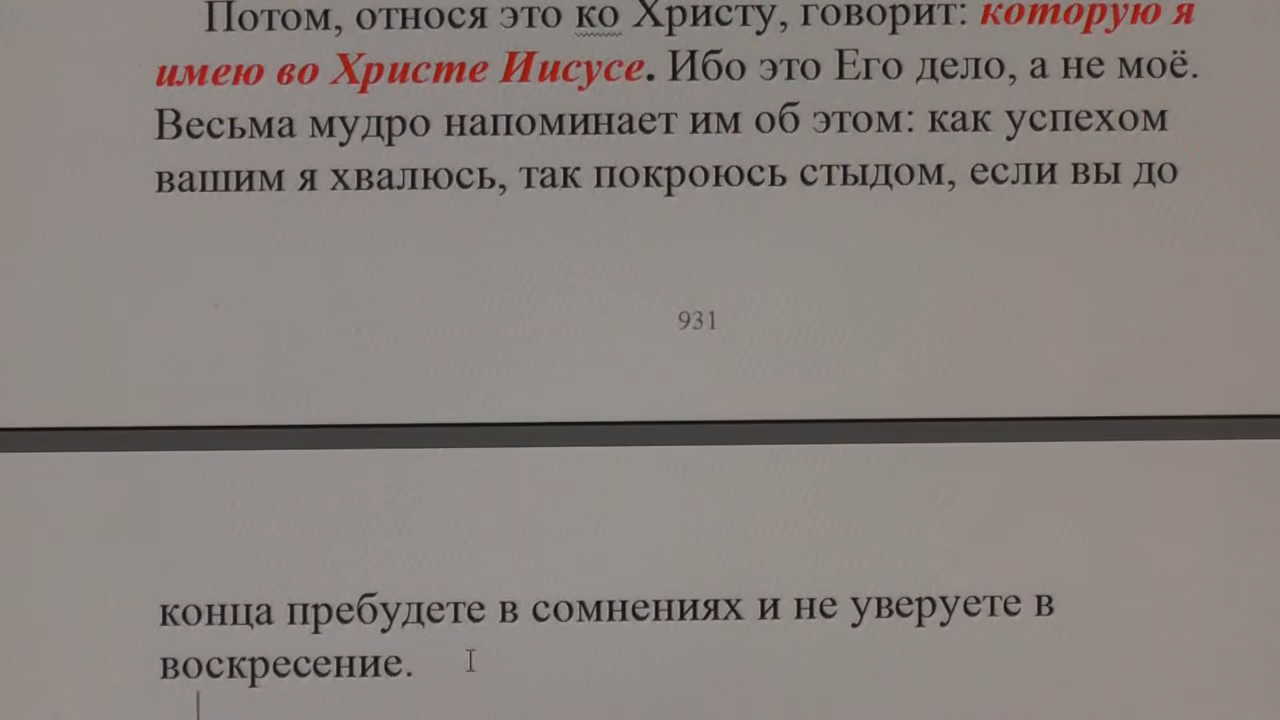 Потом, относя это ко Христу, говорит: которую я
имею во Христе Иисусе. Ибо это Его дело, а не моё.
Весьма мудро напоминает им об этом: как успехом
вашим я хвалюсь, так покроюсь стыдом, если вы до
931
конца пребудете в сомнениях и не уверуете в
воскресение.